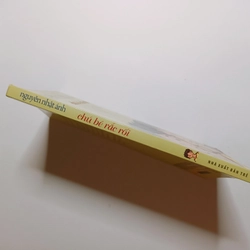 nguyễn nhật ánh
chú bé rắc rối
NHÀ XUẤT BẢN TRẺ